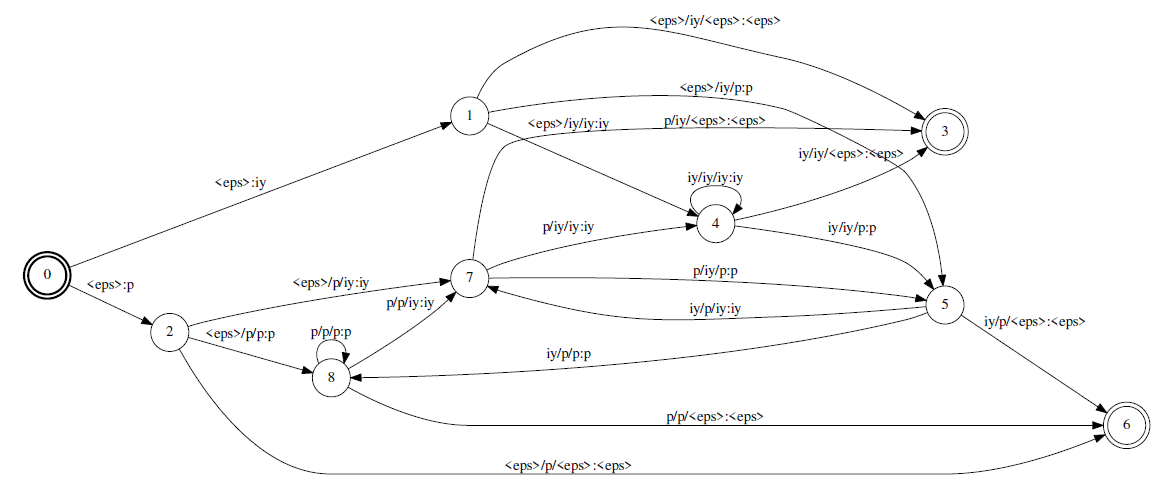 <eps>/iy/<eps>:<eps>
<eps>/iy/p:p
1
<eps>/iy/iy:iy
p/iy/<eps>:<eps>
3
iy/iy/<eps>:<eps>
<eps>:iy
iy/iy/iy:iy
4
p/iy/iy:iy
iy/iy/p:p
0
<eps>:p
7
p/iy/p:p
<eps>/p/iy:iy
p/p/iy:iy
5
iy/p/iy:iy
iy/p/<eps>:<eps>
2
<eps>/p/p:p
p/p/p:p
iy/p/p:p
8
p/p/<eps>:<eps>
6
<eps>/p/<eps>:<eps>